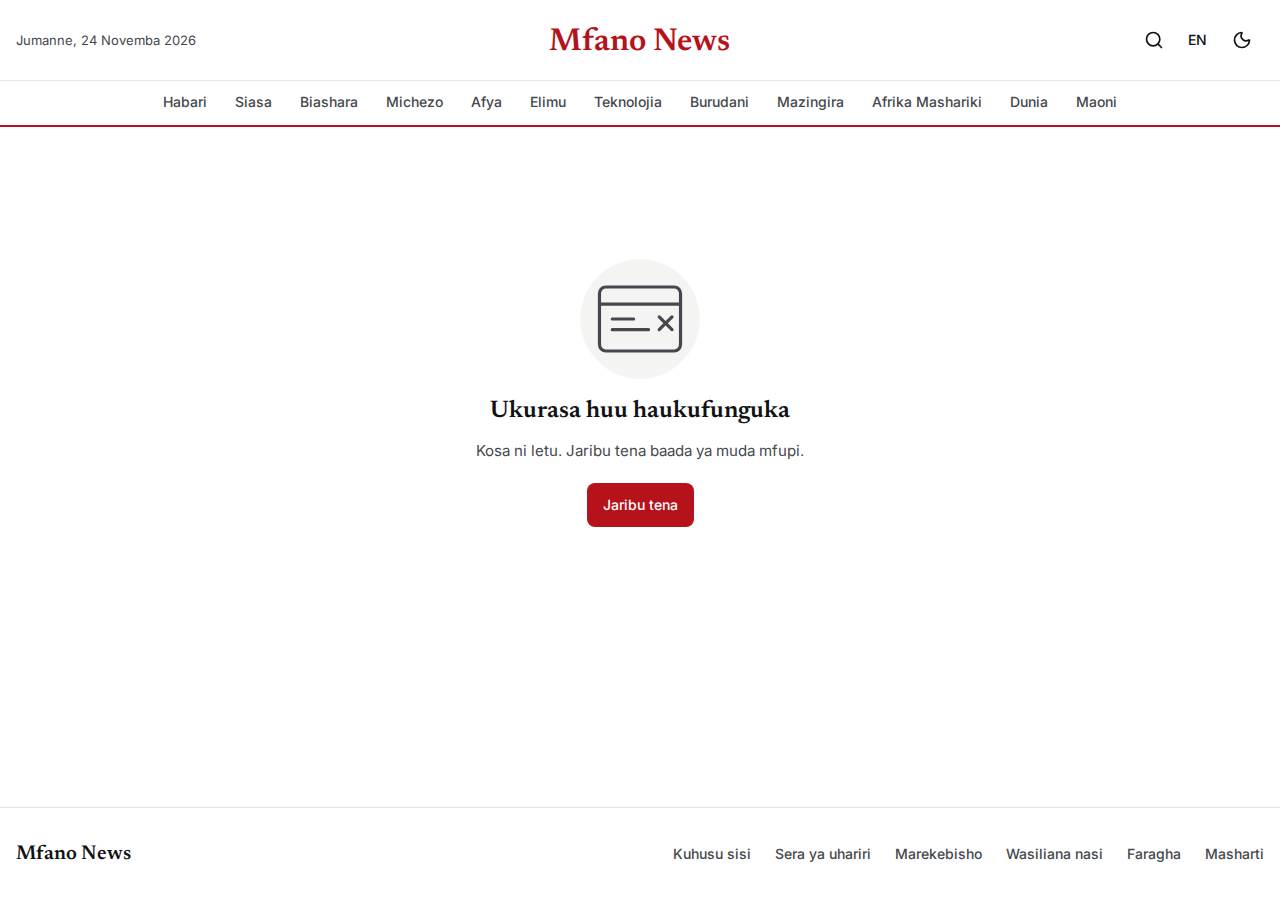 Jumanne, 24 Novemba 2026
Mfano News
EN
Habari Siasa Biashara Michezo Afya Elimu Teknolojia Burudani Mazingira Afrika Mashariki Dunia Maoni
Ukurasa huu haukufunguka
Kosa ni letu. Jaribu tena baada ya muda mfupi.
Jaribu tena
Mfano News
Kuhusu sisi Sera ya uhariri Marekebisho Wasiliana nasi Faragha Masharti